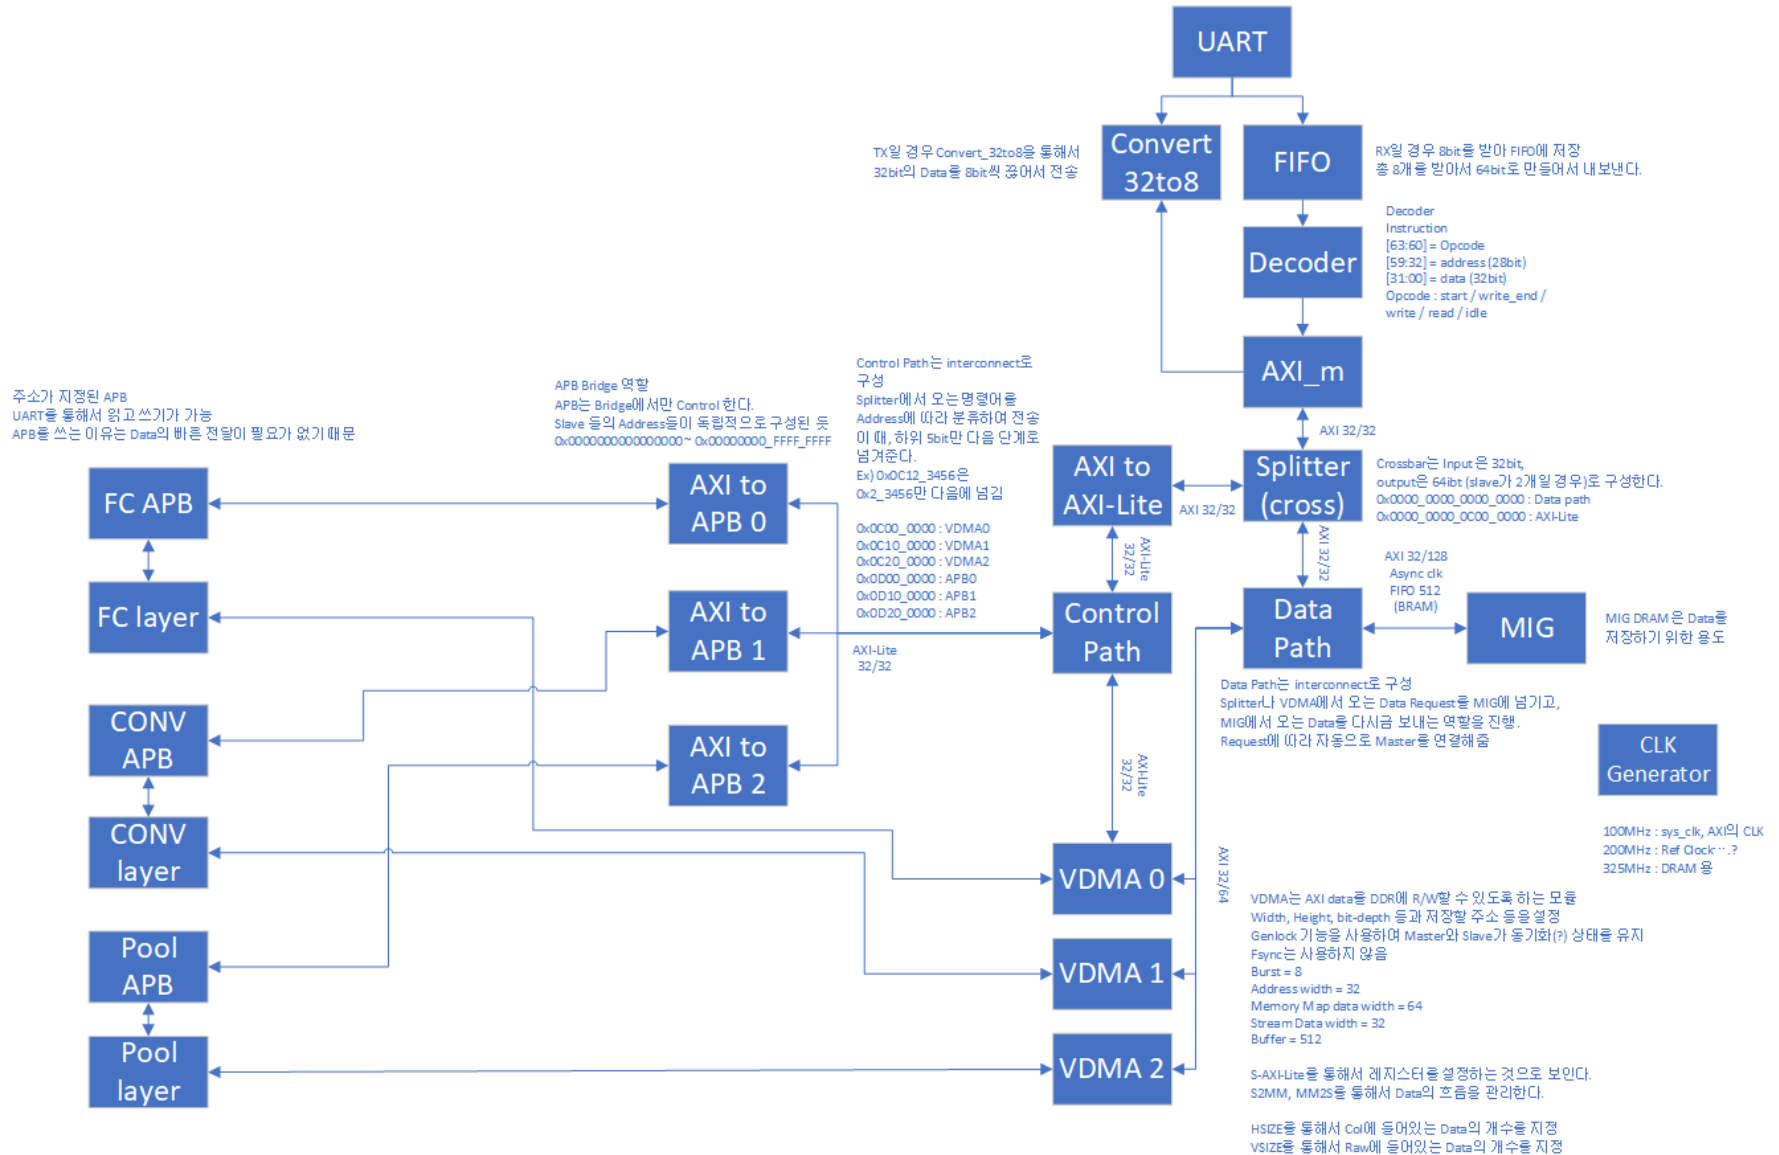 UART
Convert
32to8
FIFO
TX일 경우 Convert_32to8을 통해서
32bit의 Data를 8bit씩 끊어서 전송
RX일 경우 8bit를 받아 FIFO에 저장
총 8개를 받아서 64bit로 만들어서 내보낸다.
Decoder
Decoder
Instruction
[63:60] = Opcode
[59:32] = address (28bit)
[31:00] = data (32bit)
Opcode : start / write_end /
write / read / idle
AXI_m
AXI 32/32
주소가 지정된 APB
UART를 통해서 읽고 쓰기가 가능
APB를 쓰는 이유는 Data의 빠른 전달이 필요가 없기 때문
APB Bridge 역할
APB는 Bridge에서만 Control 한다.
Slave 들의 Address들이 독립적으로 구성된 듯
0x0000000000000000 ~ 0x00000000_FFFF_FFFF
Control Path는 interconnect로
구성
Splitter에서 오는 명령어를
Address에 따라 분류하여 전송
이 때, 하위 5bit만 다음 단계로
넘겨준다.
Ex) 0x0C12_3456은
0x2_3456만 다음에 넘김
0x0C00_0000 : VDMA0
0x0C10_0000 : VDMA1
0x0C20_0000 : VDMA2
0x0D00_0000 : APB0
0x0D10_0000 : APB1
0x0D20_0000 : APB2
FC APB
AXI to
APB 0
AXI to
AXI-Lite
AXI 32/32
Splitter
(cross)
Crossbar는 Input은 32bit,
output은 64ibt (slave가 2개일 경우)로 구성한다.
0x0000_0000_0000_0000 : Data path
0x0000_0000_0C00_0000 : AXI-Lite
AXI-Lite
32/32
AXI 32/32
AXI 32/128
Async clk
FIFO 512
(BRAM)
FC layer
AXI to
APB 1
AXI-Lite
32/32
Control
Path
Data
Path
MIG
MIG DRAM은 Data를
저장하기 위한 용도
Data Path는 interconnect로 구성
Splitter나 VDMA에서 오는 Data Request를 MIG에 넘기고,
MIG에서 오는 Data를 다시금 보내는 역할을 진행.
Request에 따라 자동으로 Master를 연결해줌
CONV
APB
AXI to
APB 2
AXI-Lite
32/32
CLK
Generator
100MHz : sys_clk, AXI의 CLK
200MHz : Ref Clock….?
325MHz : DRAM 용
CONV
layer
VDMA 0
AXI 32/64
VDMA는 AXI data를 DDR에 R/W할 수 있도록 하는 모듈
Width, Height, bit-depth 등과 저장할 주소 등을 설정
Genlock 기능을 사용하여 Master와 Slave가 동기화(?) 상태를 유지
Fsync는 사용하지 않음
Burst = 8
Address width = 32
Memory Map data width = 64
Stream Data width = 32
Buffer = 512
Pool
APB
VDMA 1
Pool
layer
VDMA 2
S-AXI-Lite를 통해서 레지스터를 설정하는 것으로 보인다.
S2MM, MM2S를 통해서 Data의 흐름을 관리한다.
HSIZE를 통해서 Col에 들어있는 Data의 개수를 지정
VSIZE를 통해서 Raw에 들어있는 Data의 개수를 지정